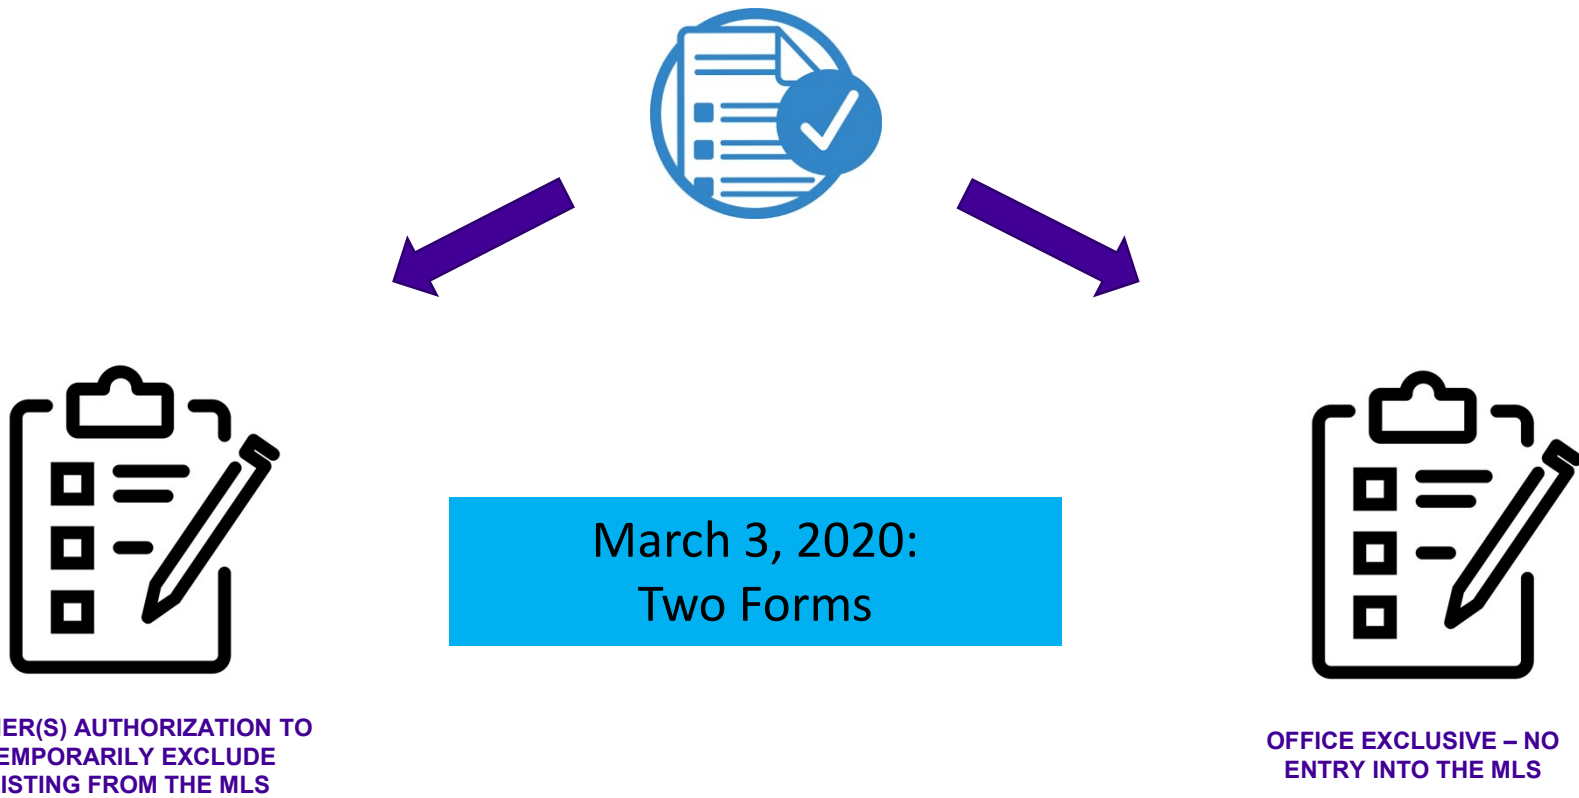 March 3, 2020:
Two Forms
IER(S) AUTHORIZATION TO
EMPORARILY EXCLUDE
ISTING FROM THE MLS
OFFICE EXCLUSIVE – NO
ENTRY INTO THE MLS